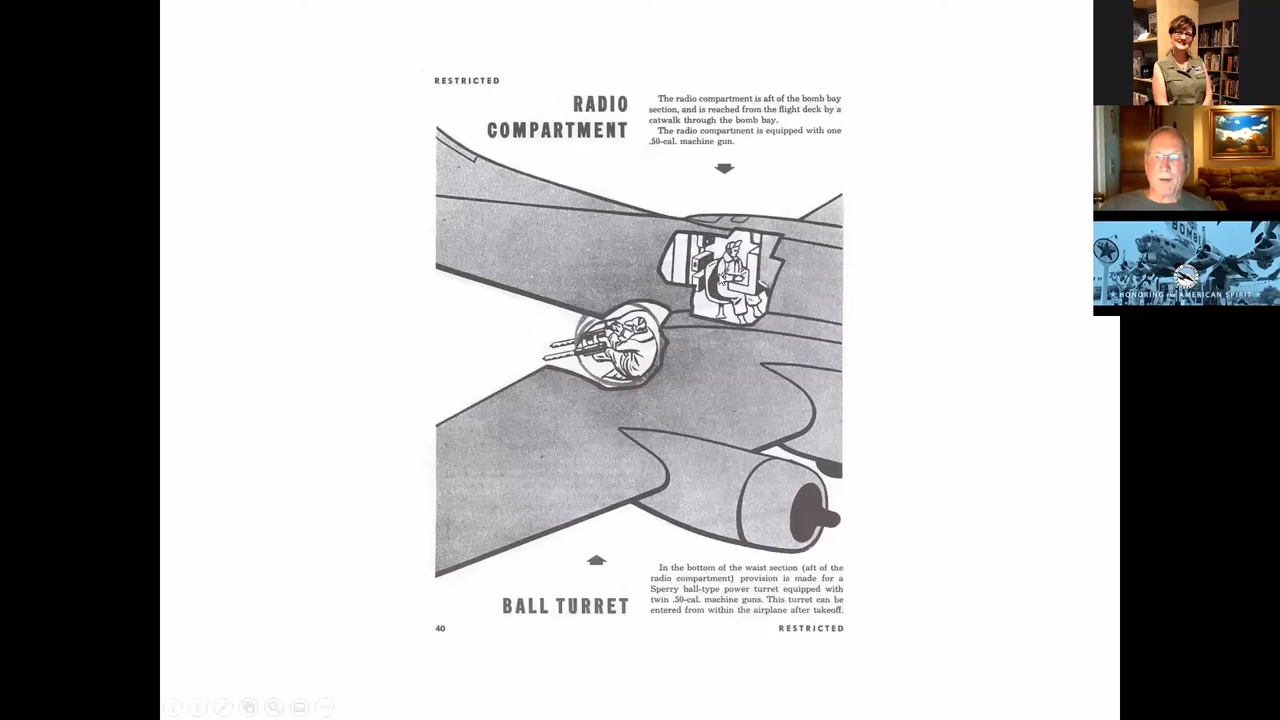 RESTRICTED
RADIO
COMPARTMENT
The radio compartment is aft of the bomb bay
section, and is reached from the flight deck by a
catwalk through the bomb bay.
The radio compartment is equipped with one
.50-cal. machine gun.
BALL TURRET
In the bottom of the waist section (aft of the
radio compartment) provision is made for a
Sperry ball-type power turret equipped with
twin .50-cal. machine guns. This turret can be
entered from within the airplane after takeoff.
40
RESTRICTED
BOMBE
HONORING the AMERICAN SPIRIT